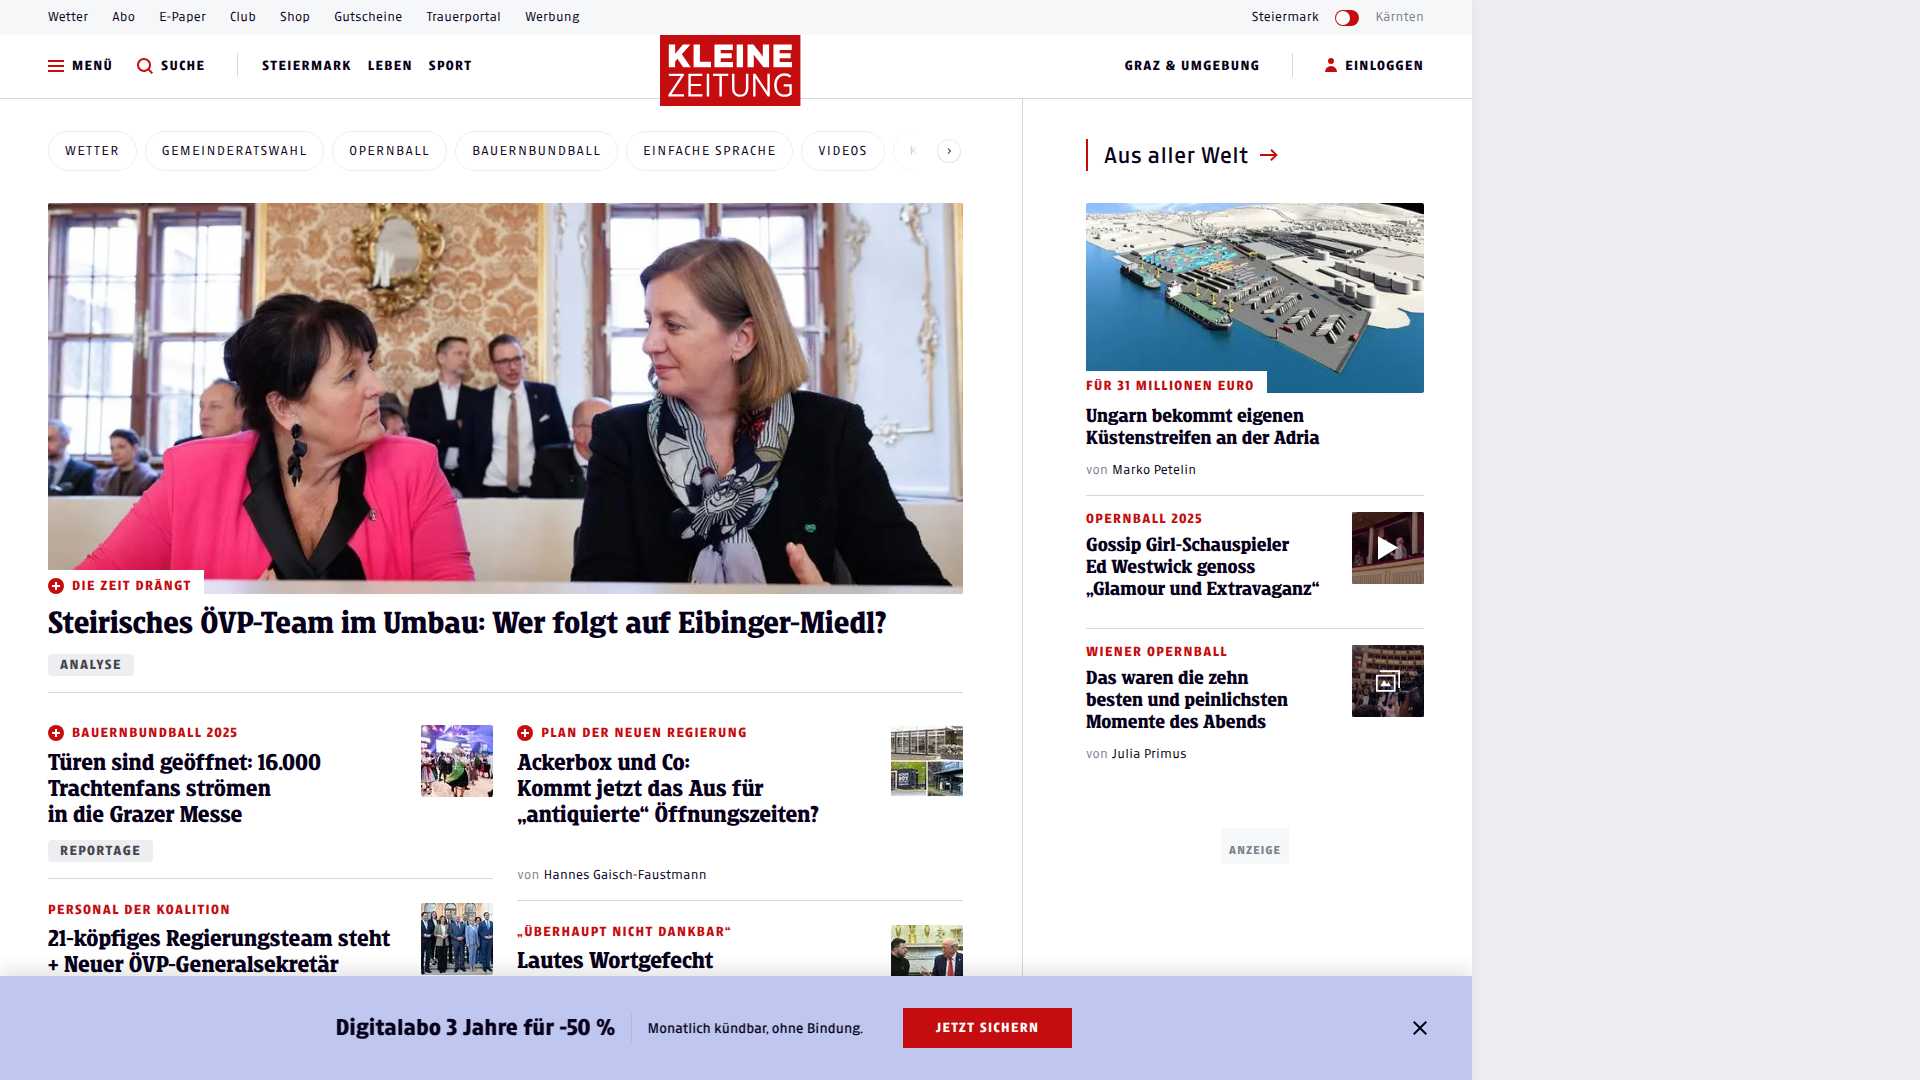 Wetter Abo E-Paper Club Shop Gutscheine Trauerportal Werbung Steiermark Kärnten
MENÜ SUCHE STEIERMARK LEBEN SPORT KLEINE ZEITUNG GRAZ & UMGEBUNG EINLOGGEN
WETTER GEMEINDERATSWAHL OPERNBALL BAUERNBUNDBALL EINFACHE SPRACHE VIDEOS K
DIE ZEIT DRÄNGT
Steirisches ÖVP-Team im Umbau: Wer folgt auf Eibinger-Miedl?
ANALYSE
BAUERNBUNDBALL 2025
Türen sind geöffnet: 16.000
Trachtenfans strömen
in die Grazer Messe
REPORTAGE
PERSONAL DER KOALITION
21-köpfiges Regierungsteam steht
+ Neuer ÖVP-Generalsekretär
PLAN DER NEUEN REGIERUNG
Ackerbox und Co:
Kommt jetzt das Aus für
„antiquierte“ Öffnungszeiten?
von Hannes Gaisch-Faustmann
„ÜBERHAUPT NICHT DANKBAR“
Lautes Wortgefecht
Aus aller Welt
FÜR 31 MILLIONEN EURO
Ungarn bekommt eigenen
Küstenstreifen an der Adria
von Marko Petelin
OPERNBALL 2025
Gossip Girl-Schauspieler
Ed Westwick genoss
„Glamour und Extravaganz“
WIENER OPERNBALL
Das waren die zehn
besten und peinlichsten
Momente des Abends
von Julia Primus
ANZEIGE
Digitalabo 3 Jahre für -50 % Monatlich kündbar, ohne Bindung. JETZT SICHERN